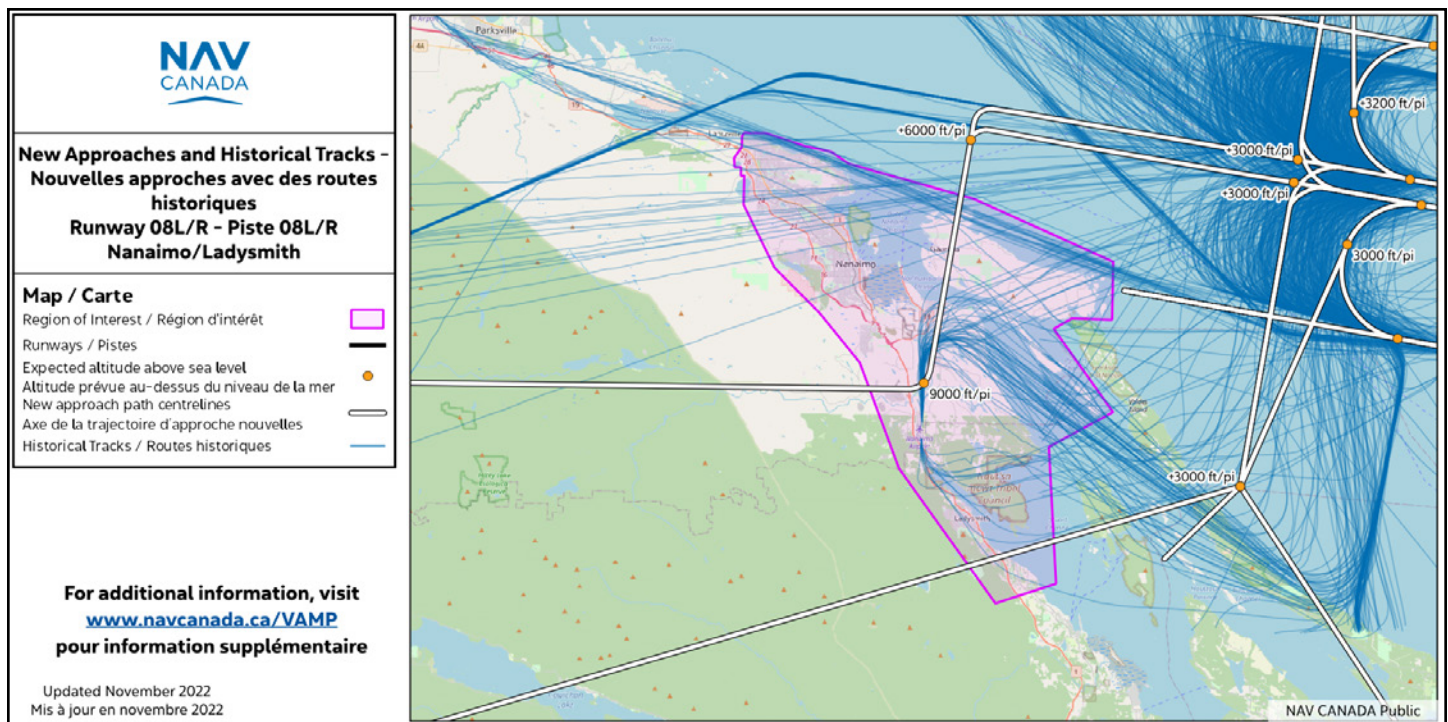 NAV
CANADA
New Approaches and Historical Tracks -
Nouvelles approches avec des routes
historiques
Runway 08L/R - Piste 08L/R
Nanaimo/Ladysmith
Map / Carte
Region of Interest / Région d'intérêt
Runways / Pistes
Expected altitude above sea level
Altitude prévue au-dessus du niveau de la mer
New approach path centrelines
Axe de la trajectoire d'approche nouvelles
Historical Tracks / Routes historiques
For additional information, visit
www.navcanada.ca/VAMP
pour information supplémentaire
Updated November 2022
Mis à jour en novembre 2022
Parksville
4A
19
+3200 ft/pi
+6000 ft/pi
+3000 ft/pi
+3000 ft/pi
Nanaimo
3000 ft/pi
9000 ft/pi
+3000 ft/pi
Council
Ladysmith
NAV CANADA Public